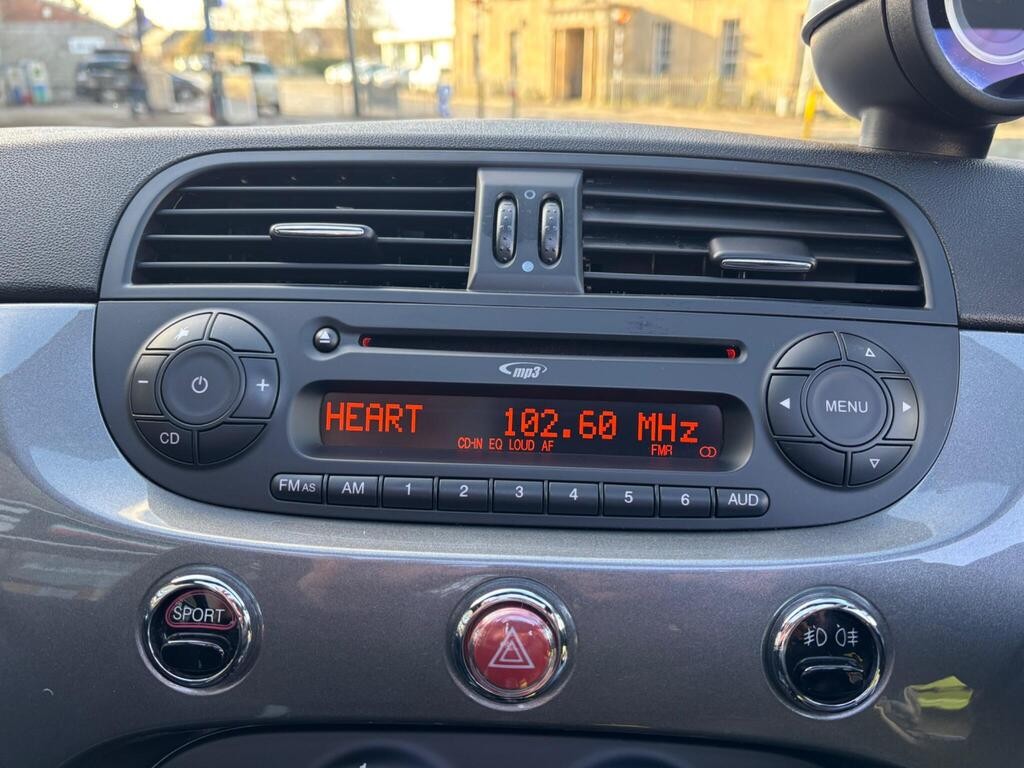 mp3
HEART 102.60 MHz
CD-IN EQ LOUD AF FMA
MENU
CD
FM AS AM 1 2 3 4 5 6 AUD
SPORT